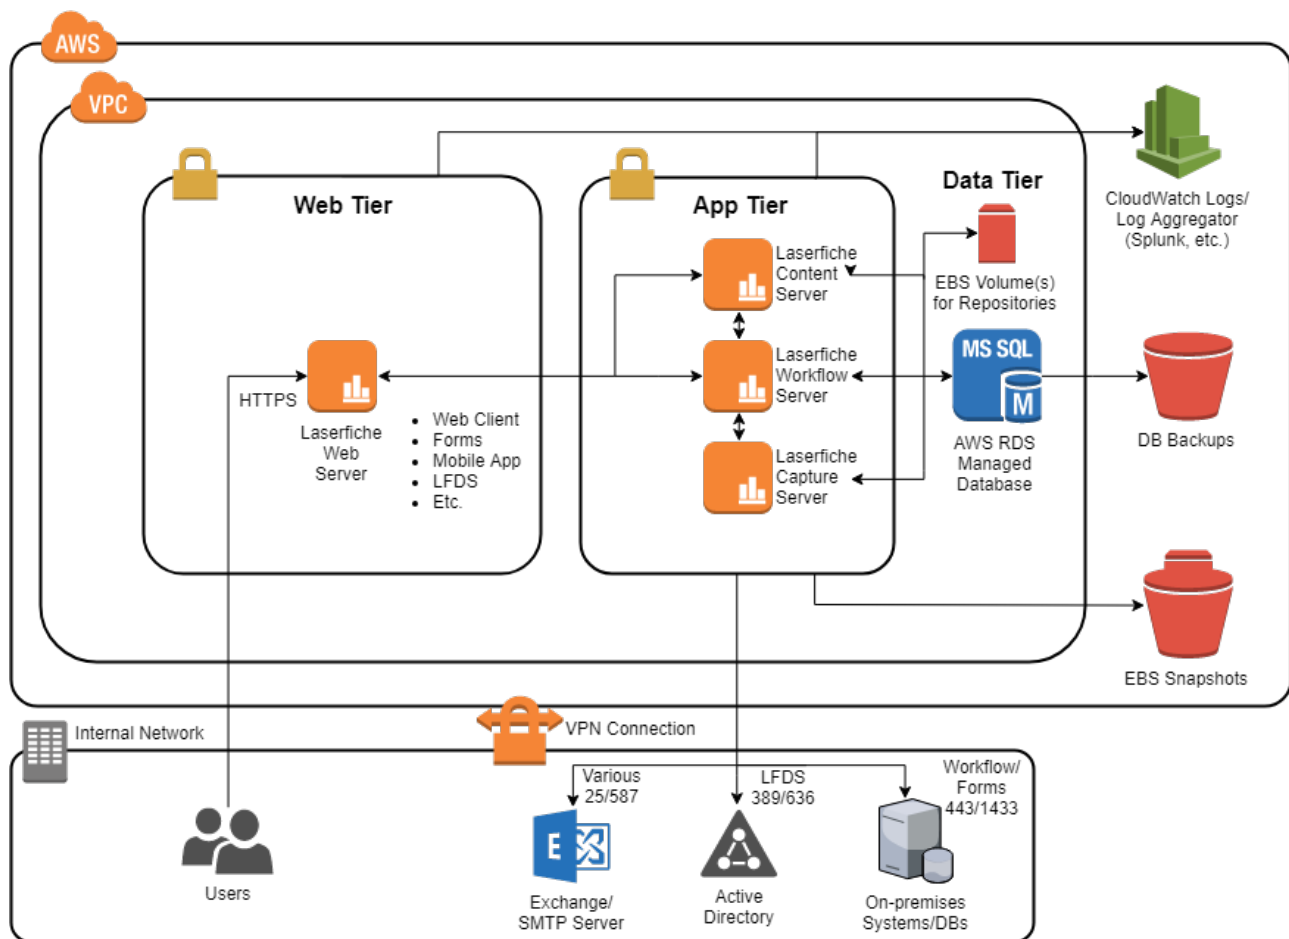 AWS
VPC
Web Tier
App Tier
Data Tier
CloudWatch Logs/
Log Aggregator
(Splunk, etc.)
Laserfiche
Content
Server
EBS Volume(s)
for Repositories
HTTPS
Laserfiche
Web
Server
• Web Client
• Forms
• Mobile App
• LFDS
• Etc.
Laserfiche
Workflow
Server
MS SQL
M
AWS RDS
Managed
Database
DB Backups
Laserfiche
Capture
Server
EBS Snapshots
Internal Network
VPN Connection
Various
25/587
LFDS
389/636
Workflow/
Forms
443/1433
Users
E
Exchange/
SMTP Server
Active
Directory
On-premises
Systems/DBs